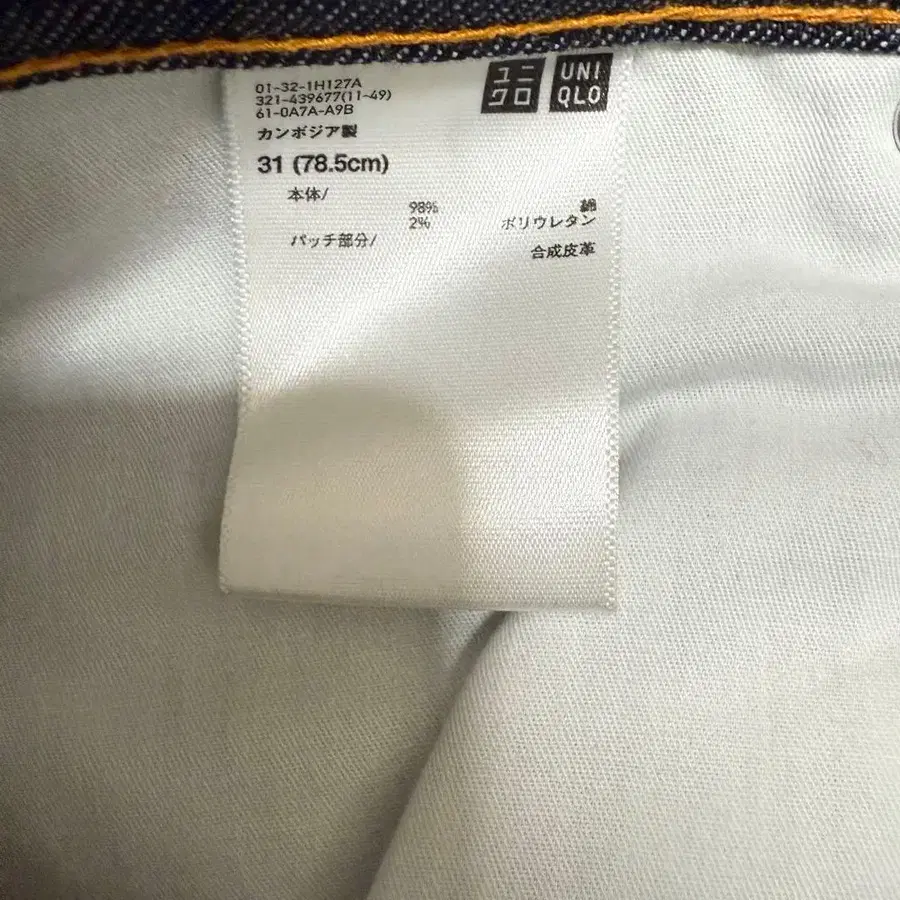 01-32-1H127A
321-439677(11-49)
61-0A7A-A9B
ユニクロ
UNIQLO
カンボジア製
31 (78.5cm)
本体/
98% 綿
2% ポリウレタン
パッチ部分/
合成皮革